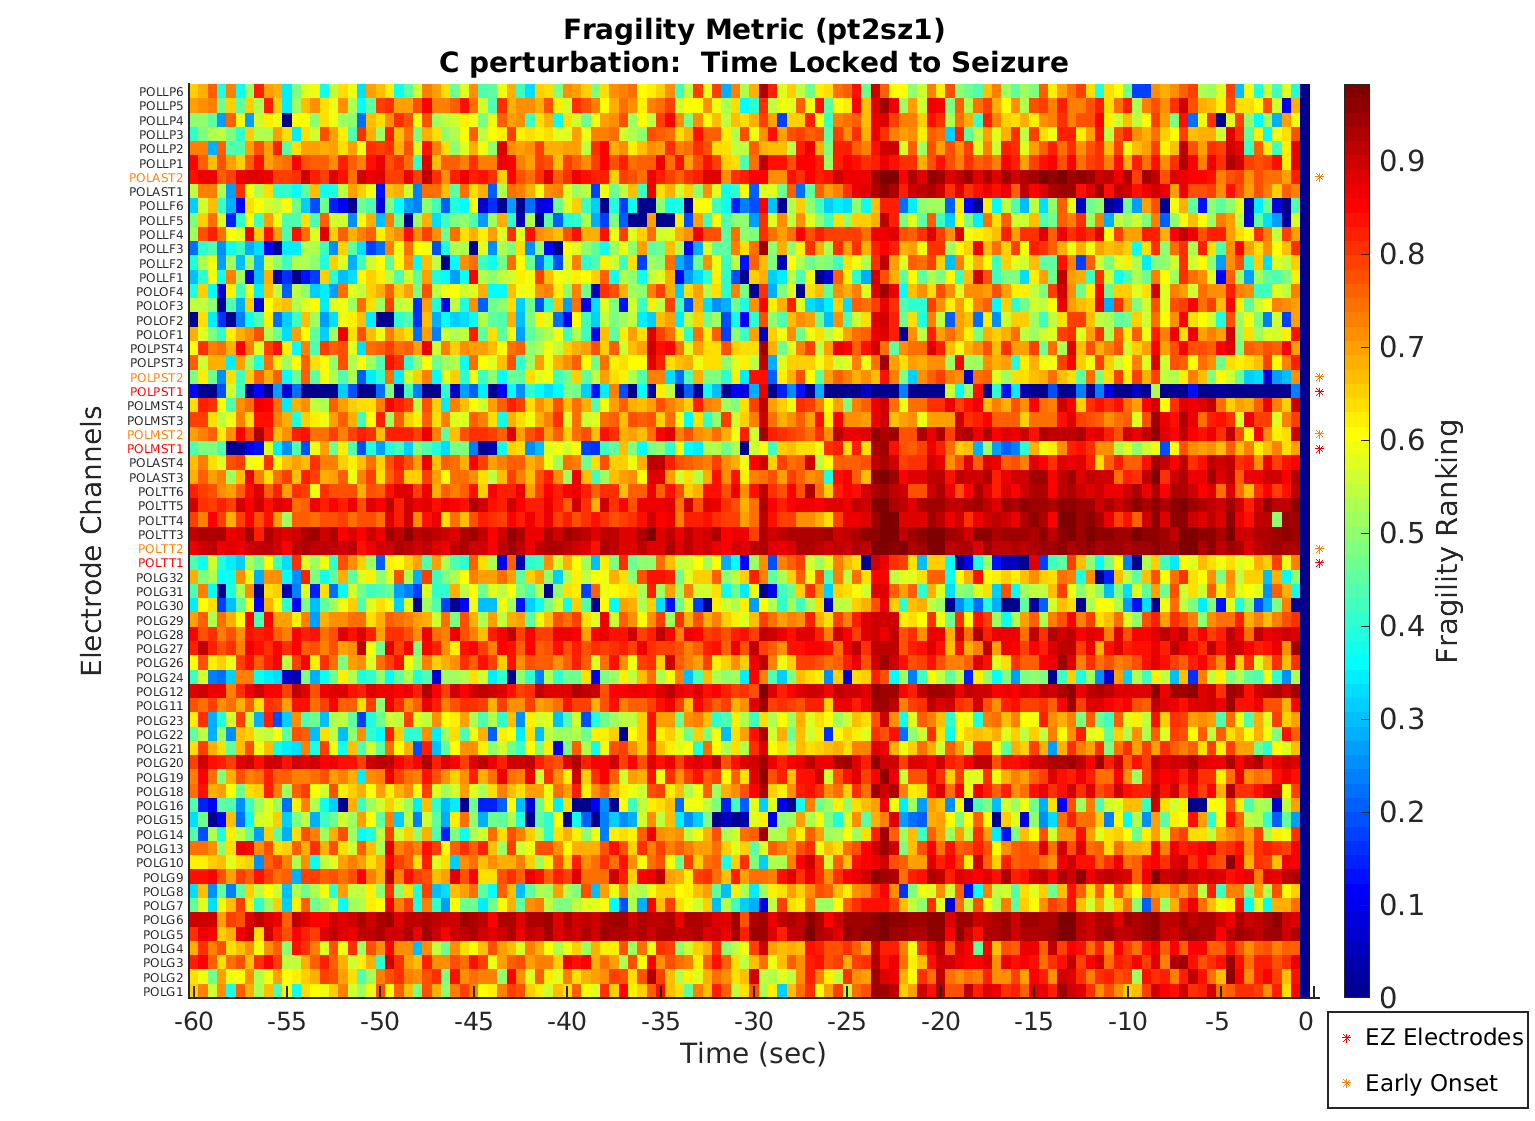 Fragility Metric (pt2sz1)
C perturbation:  Time Locked to Seizure
POLLP6
POLLP5
POLLP4
POLLP3
POLLP2
POLLP1
POLAST2
POLAST1
POLLF6
POLLF5
POLLF4
POLLF3
POLLF2
POLLF1
POLOF4
POLOF3
POLOF2
POLOF1
POLPST4
POLPST3
POLPST2
POLPST1
POLMST4
POLMST3
POLMST2
POLMST1
POLAST4
POLAST3
POLTT6
POLTT5
POLTT4
POLTT3
POLTT2
POLTT1
POLG32
POLG31
POLG30
POLG29
POLG28
POLG27
POLG26
POLG24
POLG12
POLG11
POLG23
POLG22
POLG21
POLG20
POLG19
POLG18
POLG16
POLG15
POLG14
POLG13
POLG10
POLG9
POLG8
POLG7
POLG6
POLG5
POLG4
POLG3
POLG2
POLG1
Electrode Channels
-60 -55 -50 -45 -40 -35 -30 -25 -20 -15 -10 -5 0
Time (sec)
0.9
0.8
0.7
0.6
0.5
0.4
0.3
0.2
0.1
0
Fragility Ranking
EZ Electrodes
Early Onset